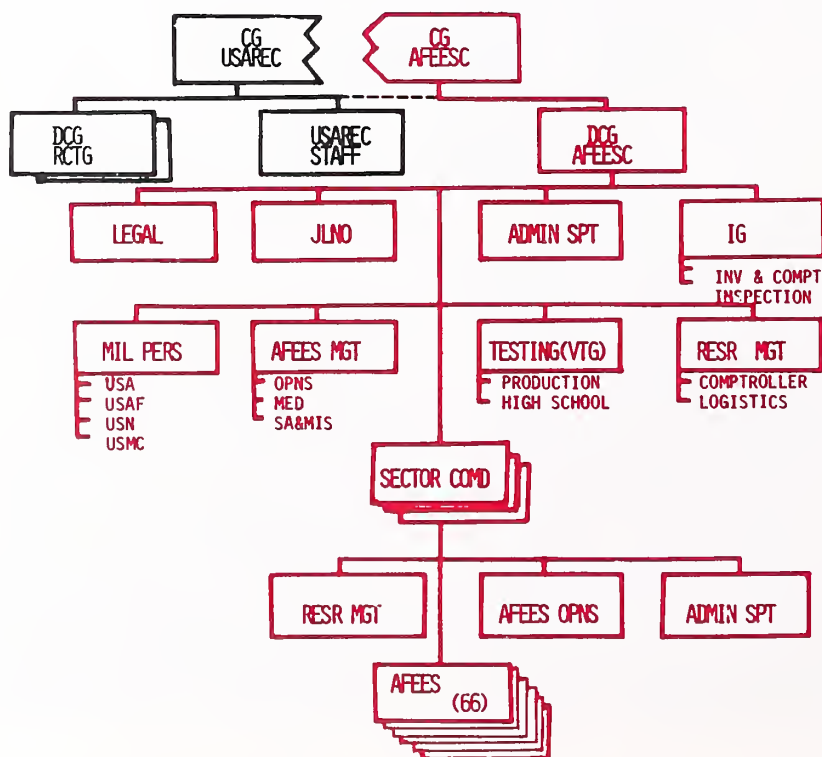 CG
USAREC
CG
AFEESC
DCG
RCTG
USAREC
STAFF
DCG
AFEESC
LEGAL
JLNO
ADMIN SPT
IG
INV & COMPT
INSPECTION
MIL PERS
USA
USAF
USN
USMC
AFEES MGT
OPNS
MED
SA&MIS
TESTING(VTG)
PRODUCTION
HIGH SCHOOL
RESR MGT
COMPTROLLER
LOGISTICS
SECTOR COMD
RESR MGT
AFEES OPNS
ADMIN SPT
AFEES
(66)